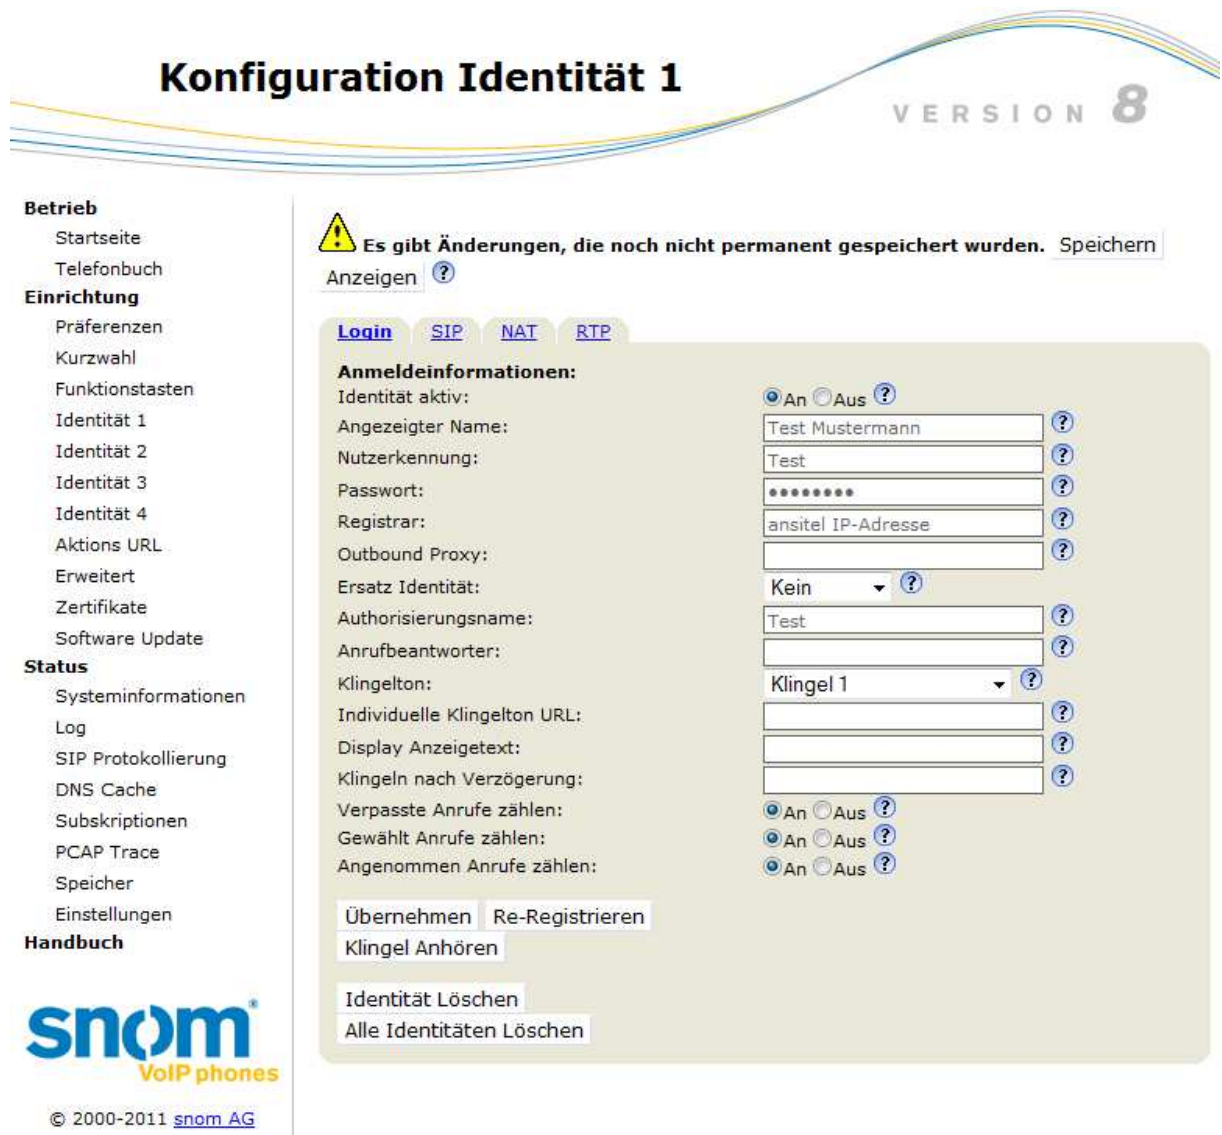 Konfiguration Identität 1
VERSION 8
Betrieb
Startseite
Telefonbuch
Einrichtung
Präferenzen
Kurzwahl
Funktionstasten
Identität 1
Identität 2
Identität 3
Identität 4
Aktions URL
Erweitert
Zertifikate
Software Update
Status
Systeminformationen
Log
SIP Protokollierung
DNS Cache
Subskriptionen
PCAP Trace
Speicher
Einstellungen
Handbuch
snom®
VoIP phones
© 2000-2011 snom AG
Es gibt Änderungen, die noch nicht permanent gespeichert wurden. Speichern
Anzeigen ?
Login SIP NAT RTP
Anmeldeinformationen:
Identität aktiv: An Aus ?
Angezeigter Name: Test Mustermann ?
Nutzerkennung: Test ?
Passwort: •••••••• ?
Registrar: ansitel IP-Adresse ?
Outbound Proxy: ?
Ersatz Identität: Kein ?
Authorisierungsname: Test ?
Anrufbeantworter: ?
Klingelton: Klingel 1 ?
Individuelle Klingelton URL: ?
Display Anzeigetext: ?
Klingeln nach Verzögerung: ?
Verpasste Anrufe zählen: An Aus ?
Gewählt Anrufe zählen: An Aus ?
Angenommen Anrufe zählen: An Aus ?
Übernehmen Re-Registrieren
Klingel Anhören
Identität Löschen
Alle Identitäten Löschen